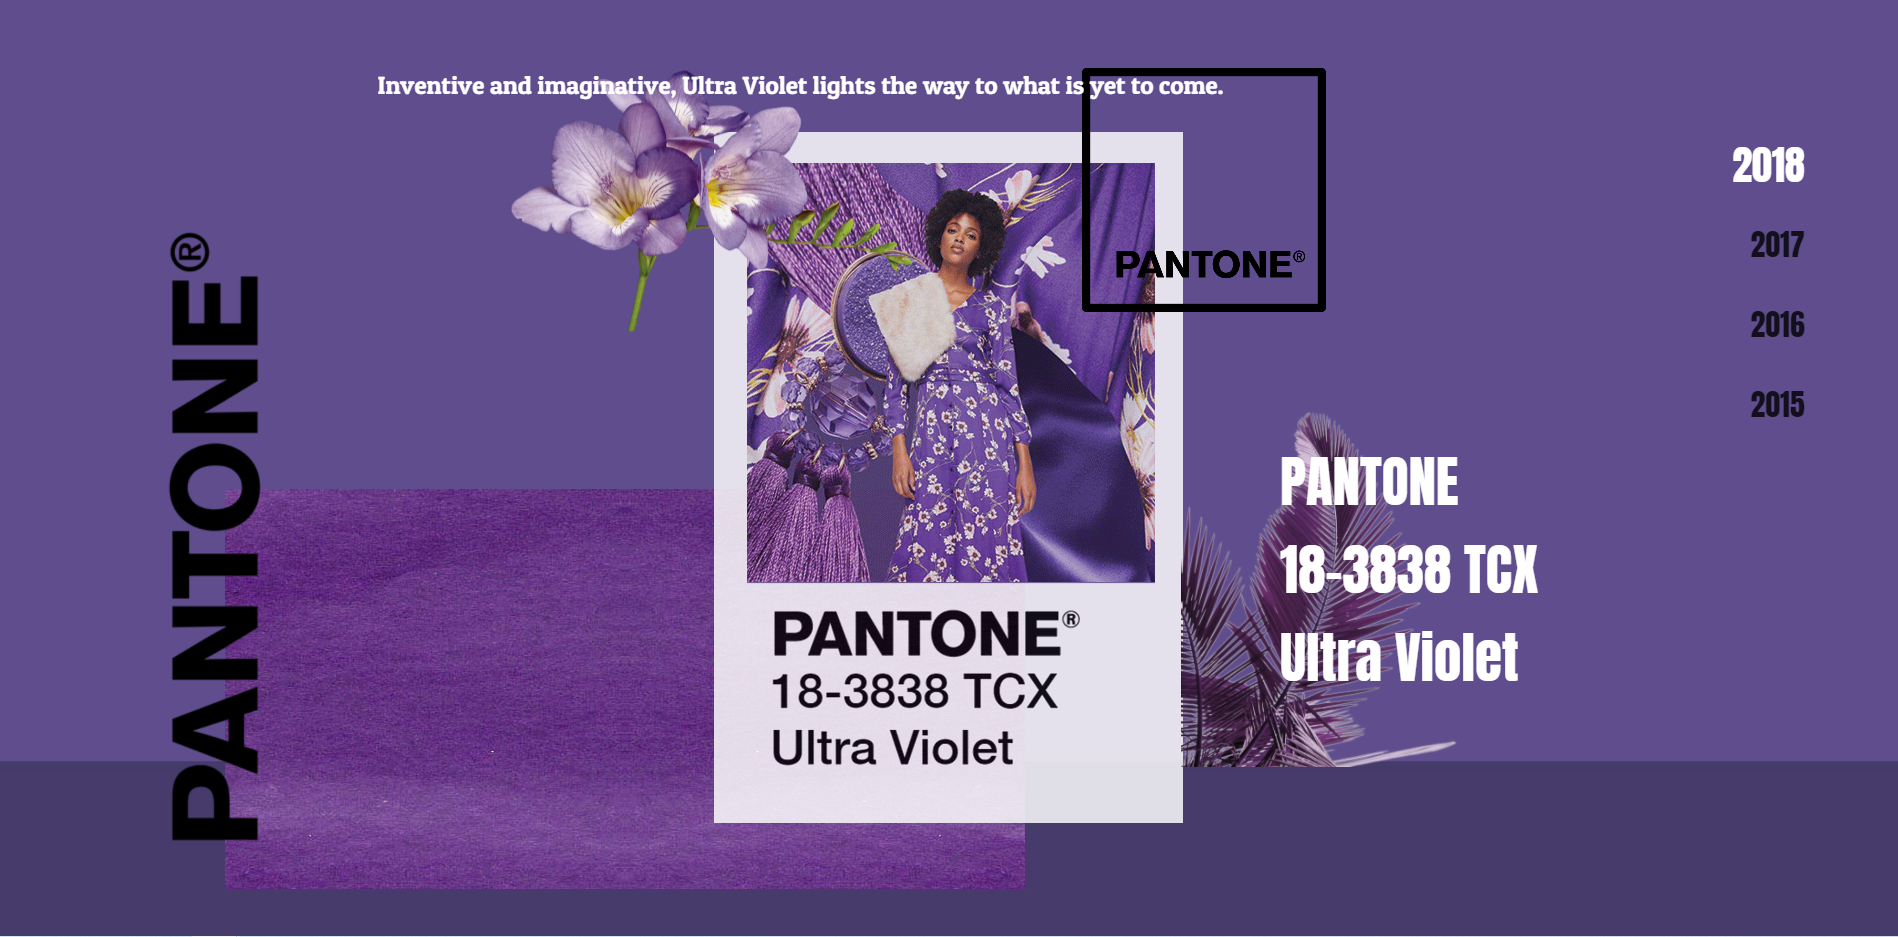 Inventive and imaginative, Ultra Violet lights the way to what is yet to come.
PANTONE®
PANTONE®
PANTONE®
18-3838 TCX
Ultra Violet
2018
2017
2016
2015
PANTONE
18-3838 TCX
Ultra Violet